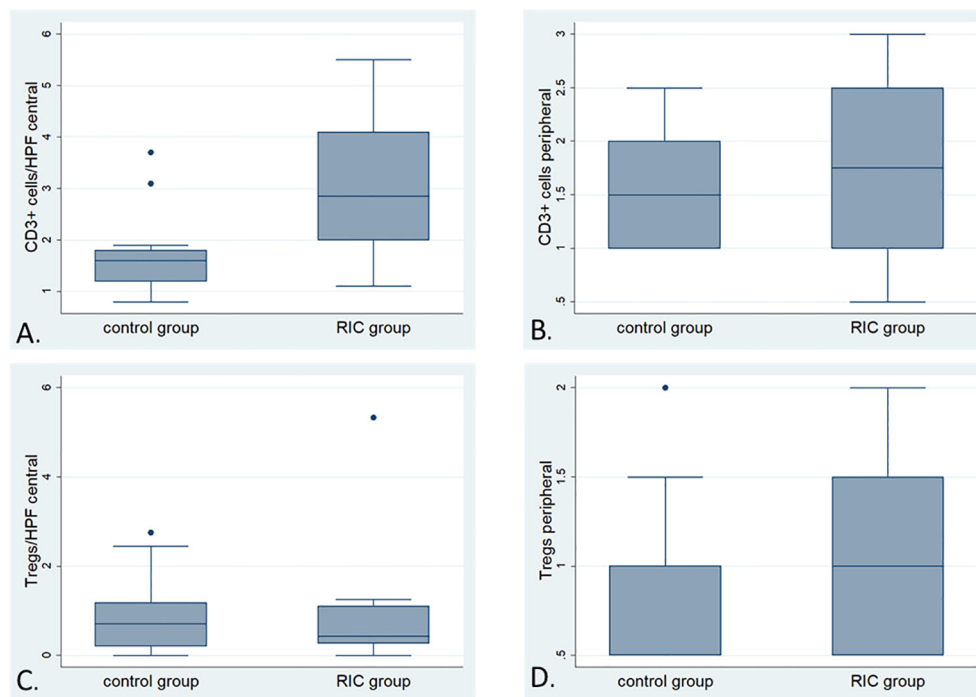 CD3+ cells/HPF central
6
5
4
3
2
1
control group
RIC group
A.
CD3+ cells peripheral
3
2.5
2
1.5
1
.5
control group
RIC group
B.
Tregs/HPF central
6
4
2
0
control group
RIC group
C.
Tregs peripheral
2
1.5
1
.5
control group
RIC group
D.